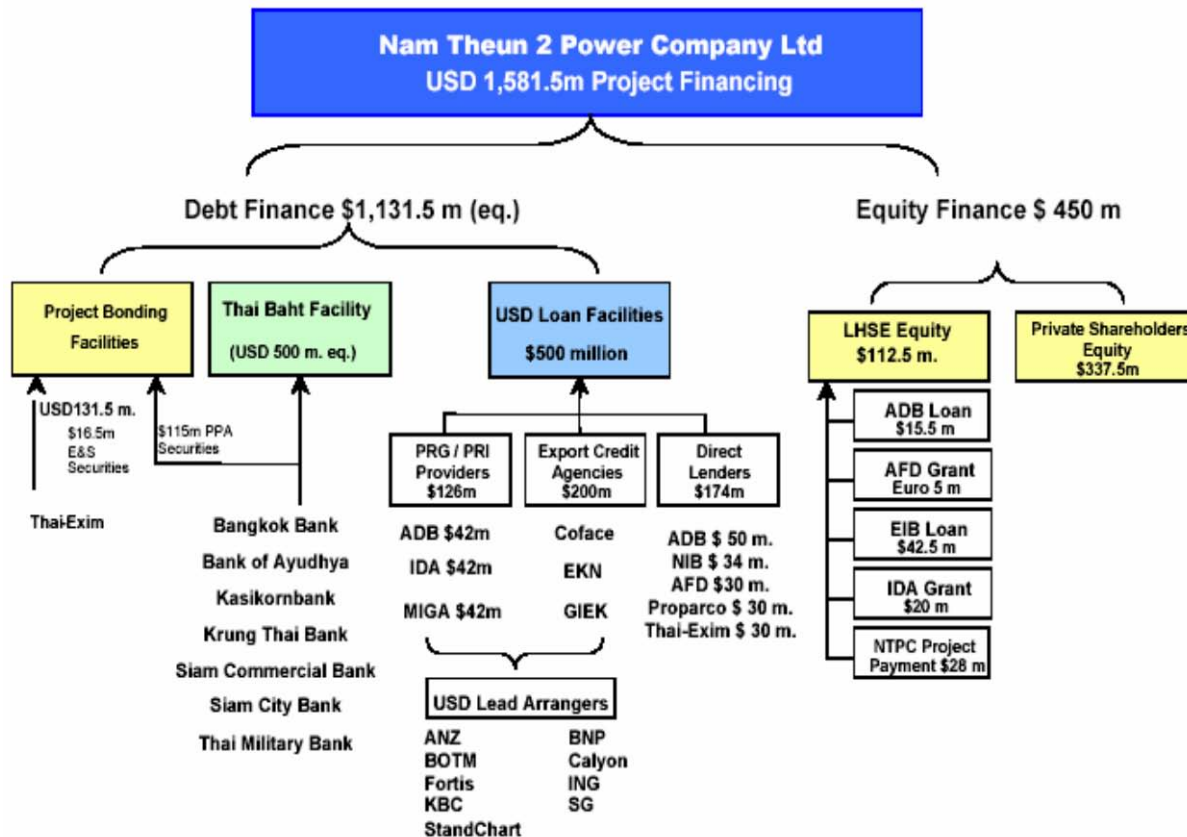 Nam Theun 2 Power Company Ltd
USD 1,581.5m Project Financing
Debt Finance $1,131.5 m (eq.)
Equity Finance $ 450 m
Project Bonding
Facilities
Thai Baht Facility
(USD 500 m. eq.)
USD Loan Facilities
$500 million
LHSE Equity
$112.5 m.
Private Shareholders
Equity
$337.5m
USD131.5 m.
$16.5m
E&S
Securities
$115m PPA
Securities
Thai-Exim
Bangkok Bank
Bank of Ayudhya
Kasikornbank
Krung Thai Bank
Siam Commercial Bank
Siam City Bank
Thai Military Bank
PRG / PRI
Providers
$126m
ADB $42m
IDA $42m
MIGA $42m
Export Credit
Agencies
$200m
Coface
EKN
GIEK
Direct
Lenders
$174m
ADB $ 50 m.
NIB $ 34 m.
AFD $30 m.
Proparco $ 30 m.
Thai-Exim $ 30 m.
USD Lead Arrangers
ANZ
BOTM
Fortis
KBC
StandChart
BNP
Calyon
ING
SG
ADB Loan
$15.5 m
AFD Grant
Euro 5 m
EIB Loan
$42.5 m
IDA Grant
$20 m
NTPC Project
Payment $28 m